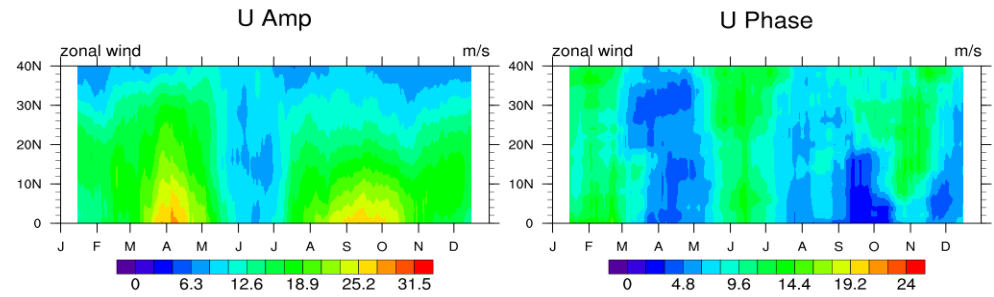 U Amp
zonal wind m/s
40N
30N
20N
10N
0
J F M A M J J A S O N D
0 6.3 12.6 18.9 25.2 31.5
U Phase
zonal wind m/s
40N
30N
20N
10N
0
J F M A M J J A S O N D
0 4.8 9.6 14.4 19.2 24